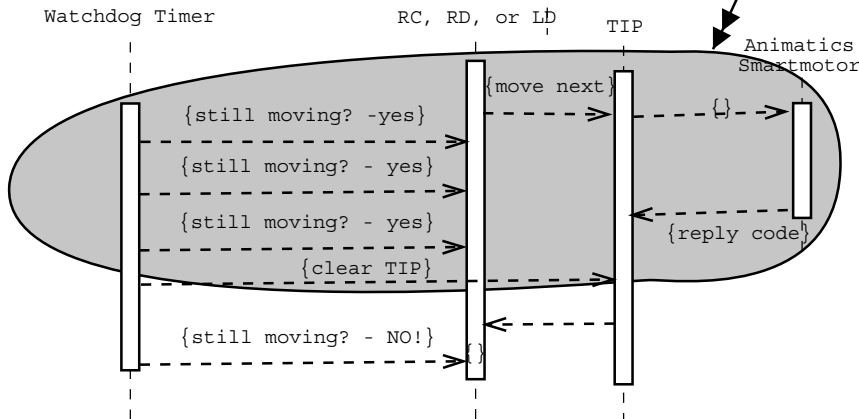 Watchdog Timer
RC, RD, or LD
TIP
Animatics
Smartmotor
{move next}
{}
{still moving? -yes}
{still moving? - yes}
{still moving? - yes}
{reply code}
{clear TIP}
{still moving? - NO!}
{}